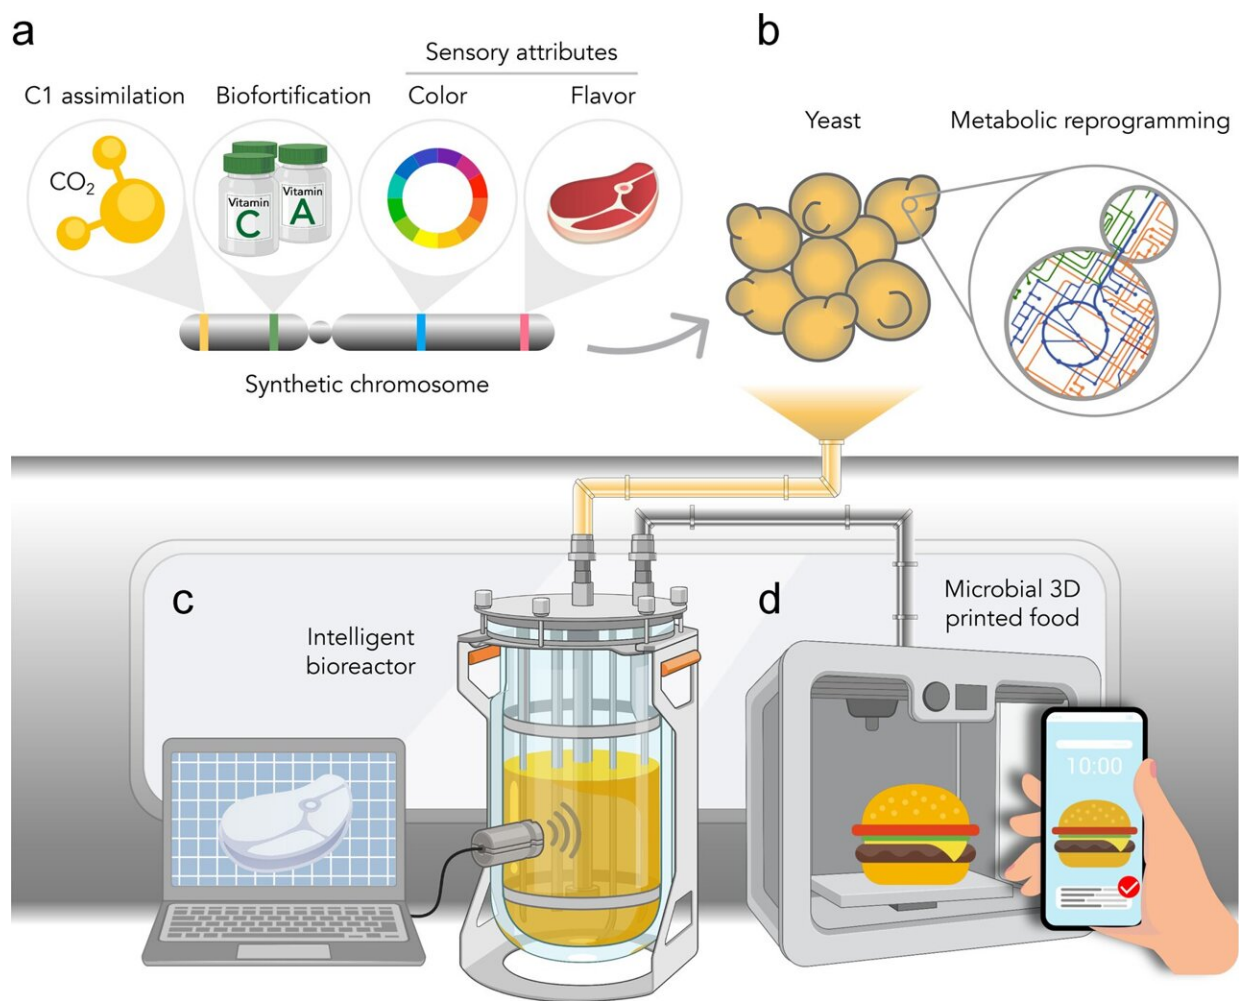 a
Sensory attributes
C1 assimilation
Biofortification
Color
Flavor
CO2
Vitamin
C
Vitamin
A
Synthetic chromosome
b
Yeast
Metabolic reprogramming
c
Intelligent
bioreactor
d
Microbial 3D
printed food
10:00